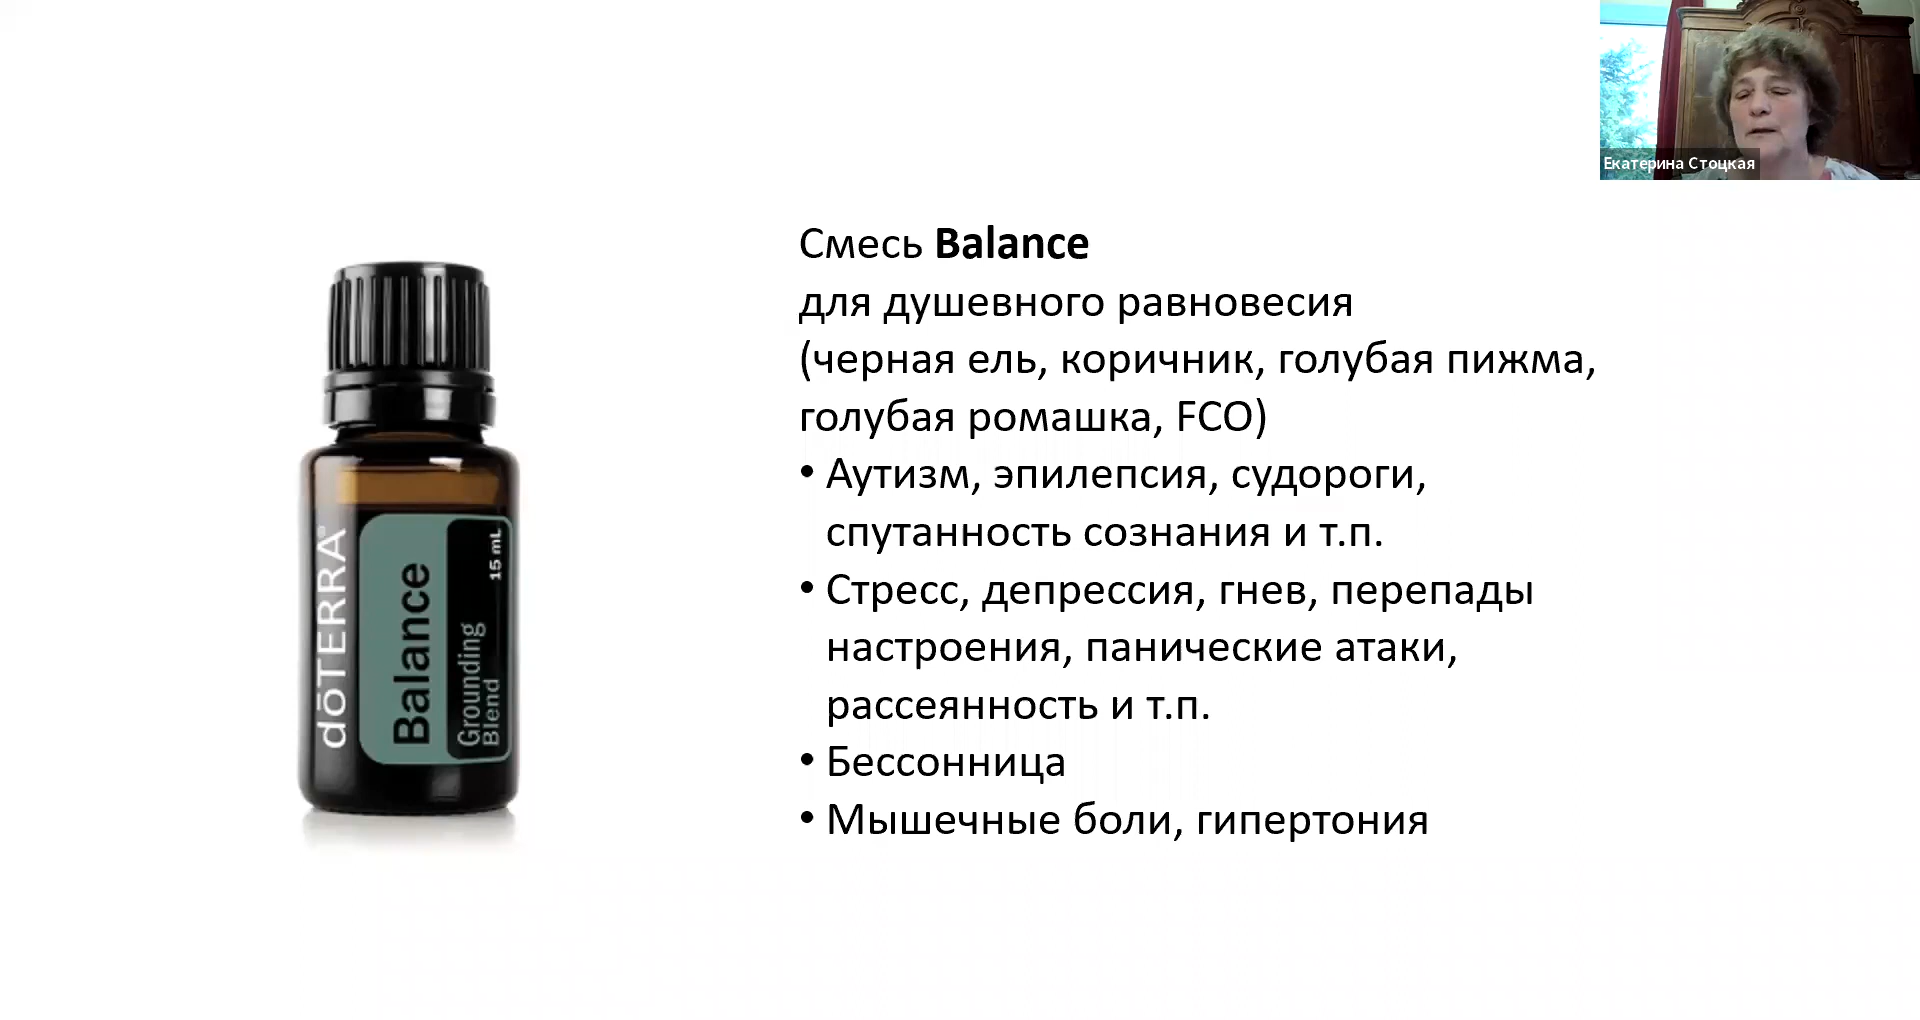 Екатерина Стоцкая
Смесь Balance
для душевного равновесия
(черная ель, коричник, голубая пижма,
голубая ромашка, FCO)
• Аутизм, эпилепсия, судороги,
спутанность сознания и т.п.
• Стресс, депрессия, гнев, перепады
настроения, панические атаки,
рассеянность и т.п.
• Бессонница
• Мышечные боли, гипертония
dōTERRA®
Balance
Grounding
Blend
15 mL